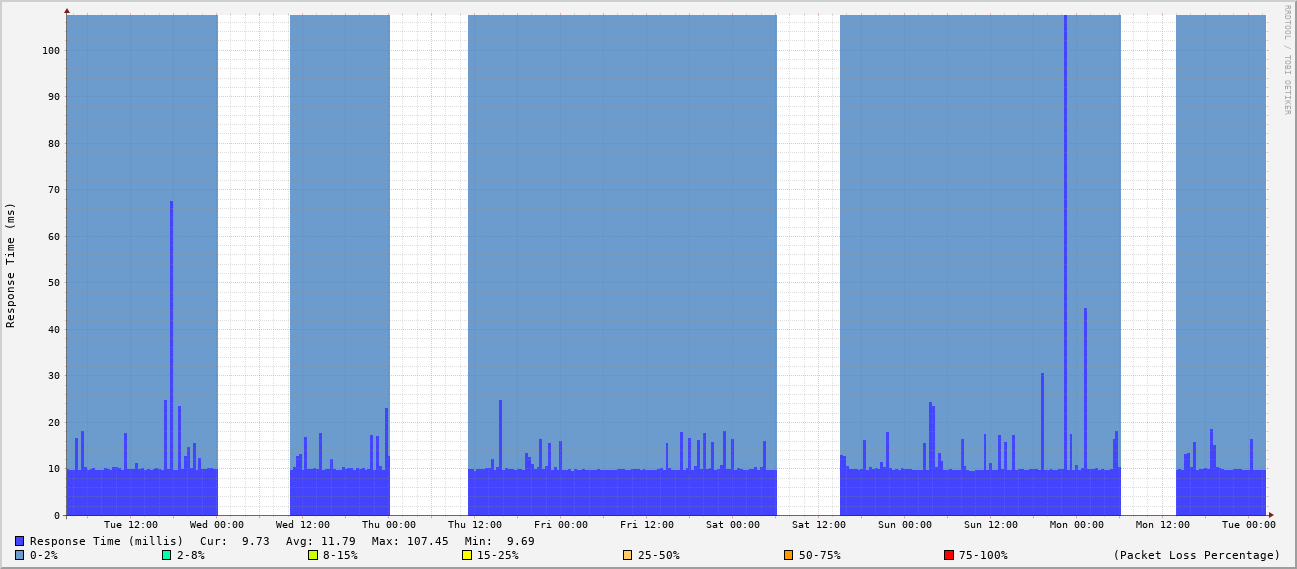 RRDTOOL / TOBI OETIKER
Response Time (ms)
100
90
80
70
60
50
40
30
20
10
0
Tue 12:00 Wed 00:00 Wed 12:00 Thu 00:00 Thu 12:00 Fri 00:00 Fri 12:00 Sat 00:00 Sat 12:00 Sun 00:00 Sun 12:00 Mon 00:00 Mon 12:00 Tue 00:00
Response Time (millis) Cur: 9.73 Avg: 11.79 Max: 107.45 Min: 9.69
0-2% 2-8% 8-15% 15-25% 25-50% 50-75% 75-100% (Packet Loss Percentage)